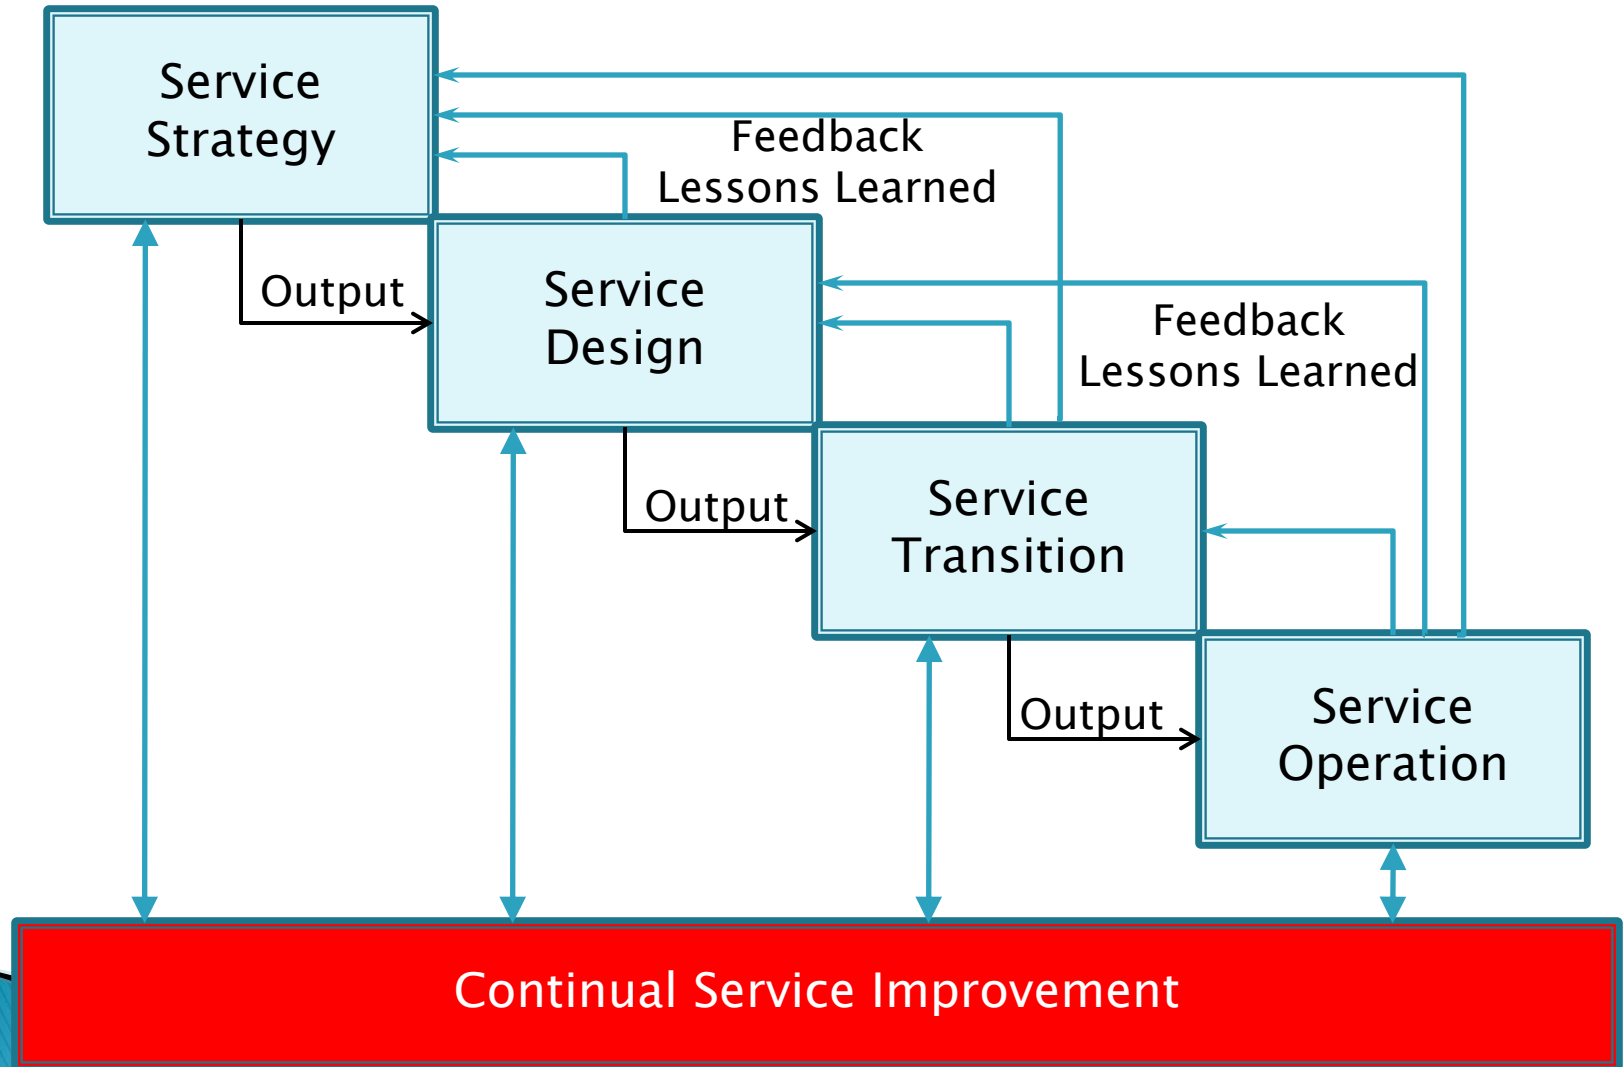 Service
Strategy
Feedback
Lessons Learned
Output
Service
Design
Feedback
Lessons Learned
Output
Service
Transition
Output
Service
Operation
Continual Service Improvement